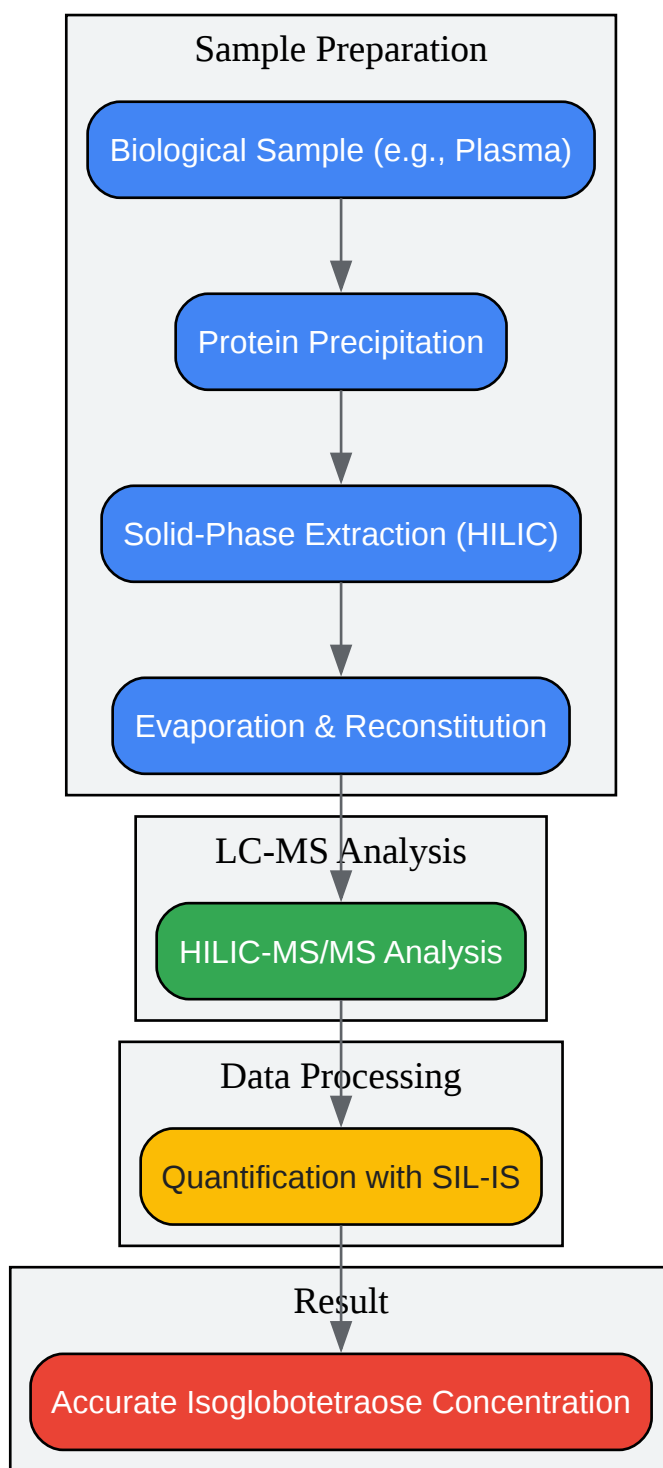 Sample Preparation
Biological Sample (e.g., Plasma)
Protein Precipitation
Solid-Phase Extraction (HILIC)
Evaporation & Reconstitution
LC-MS Analysis
HILIC-MS/MS Analysis
Data Processing
Quantification with SIL-IS
Result
Accurate Isoglobotetraose Concentration